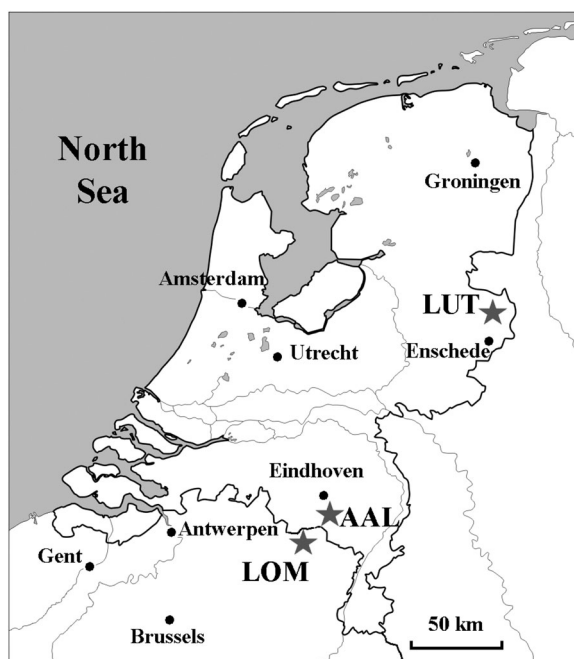 North
Sea
Groningen
Amsterdam
LUT
Utrecht
Enschede
Eindhoven
AAL
Antwerpen
Gent
LOM
50 km
Brussels